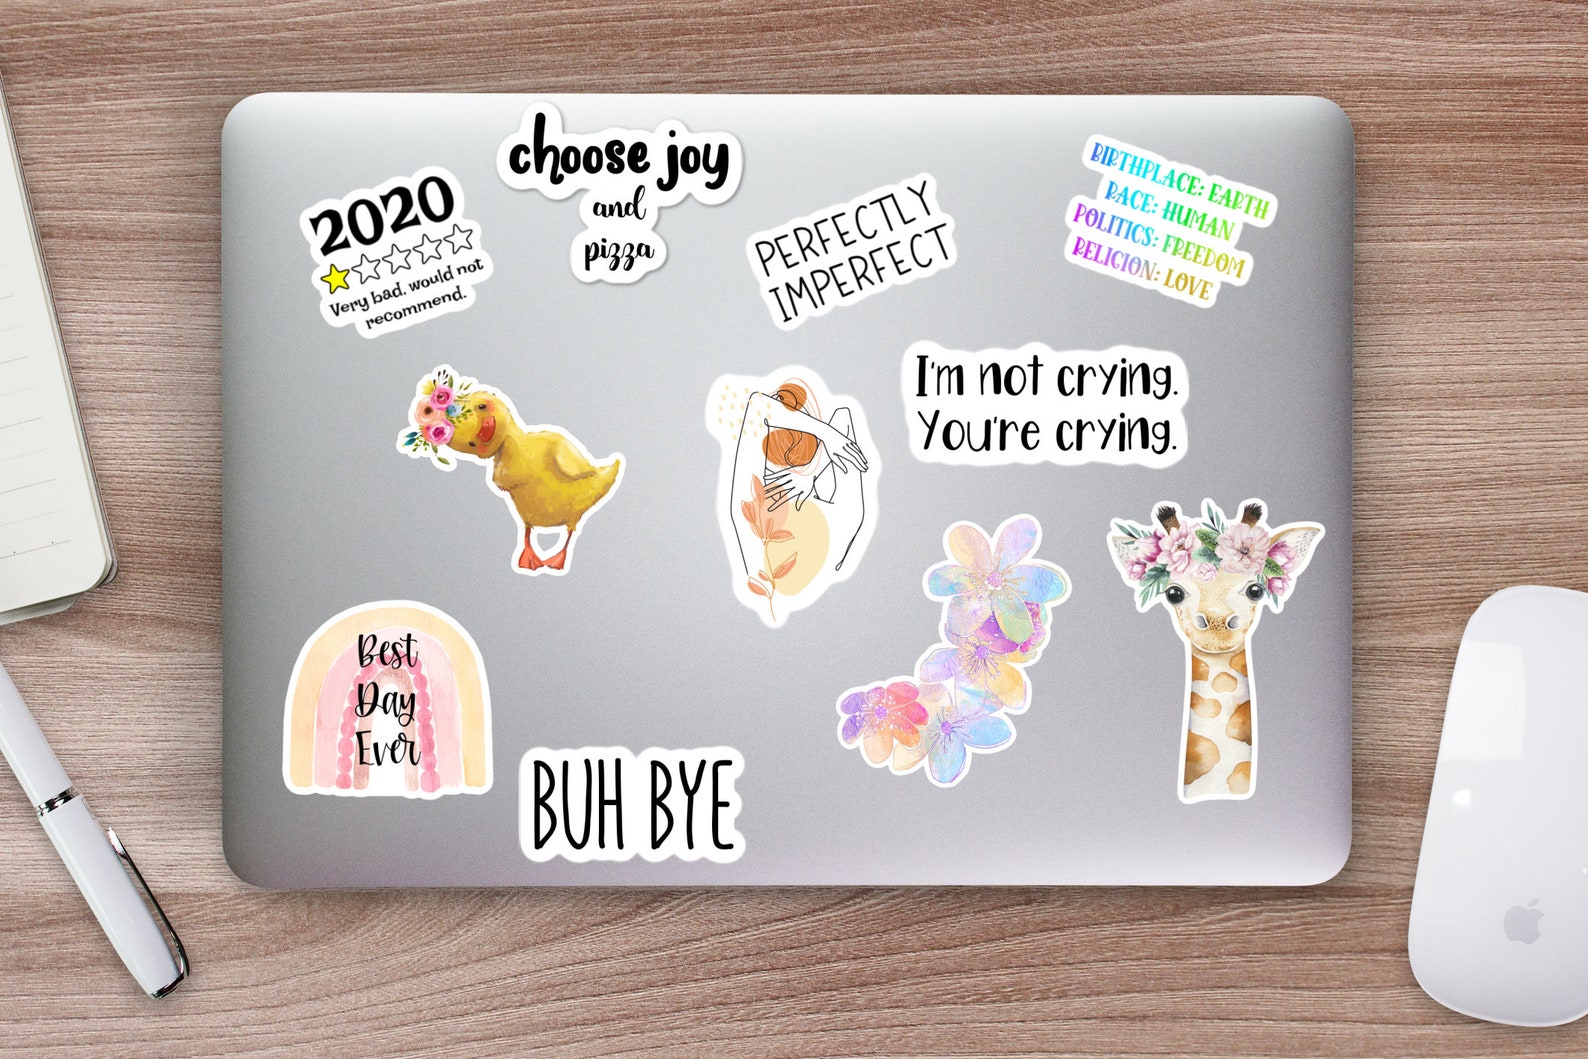 2020
Very bad, would not
recommend.
choose joy
and
pizza
PERFECTLY
IMPERFECT
BIRTHPLACE: EARTH
RACE: HUMAN
POLITICS: FREEDOM
RELIGION: LOVE
I'm not crying.
You're crying.
Best
Day
Ever
BUH BYE